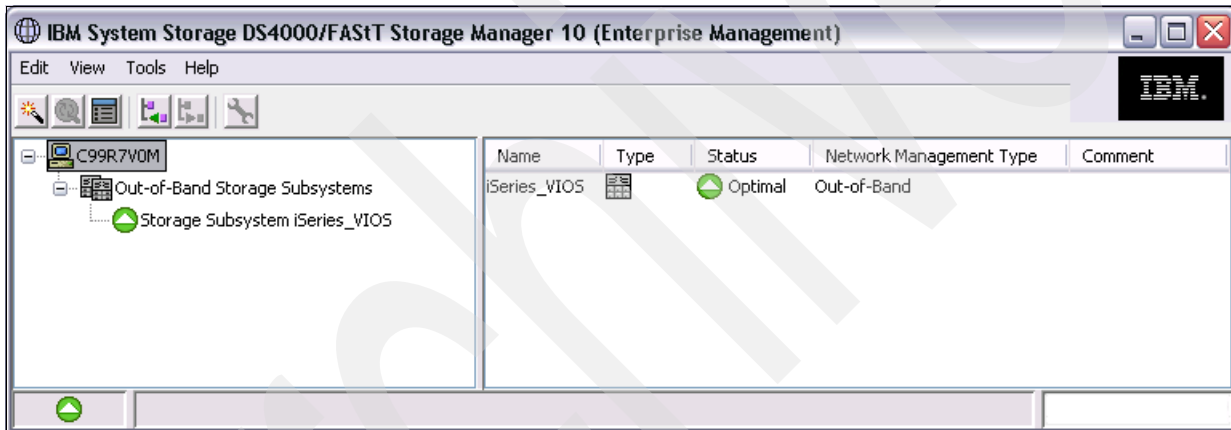 IBM System Storage DS4000/FAStT Storage Manager 10 (Enterprise Management)
Edit View Tools Help
IBM.
C99R7V0M
Out-of-Band Storage Subsystems
Storage Subsystem iSeries_VIOS
Name Type Status Network Management Type Comment
iSeries_VIOS Optimal Out-of-Band